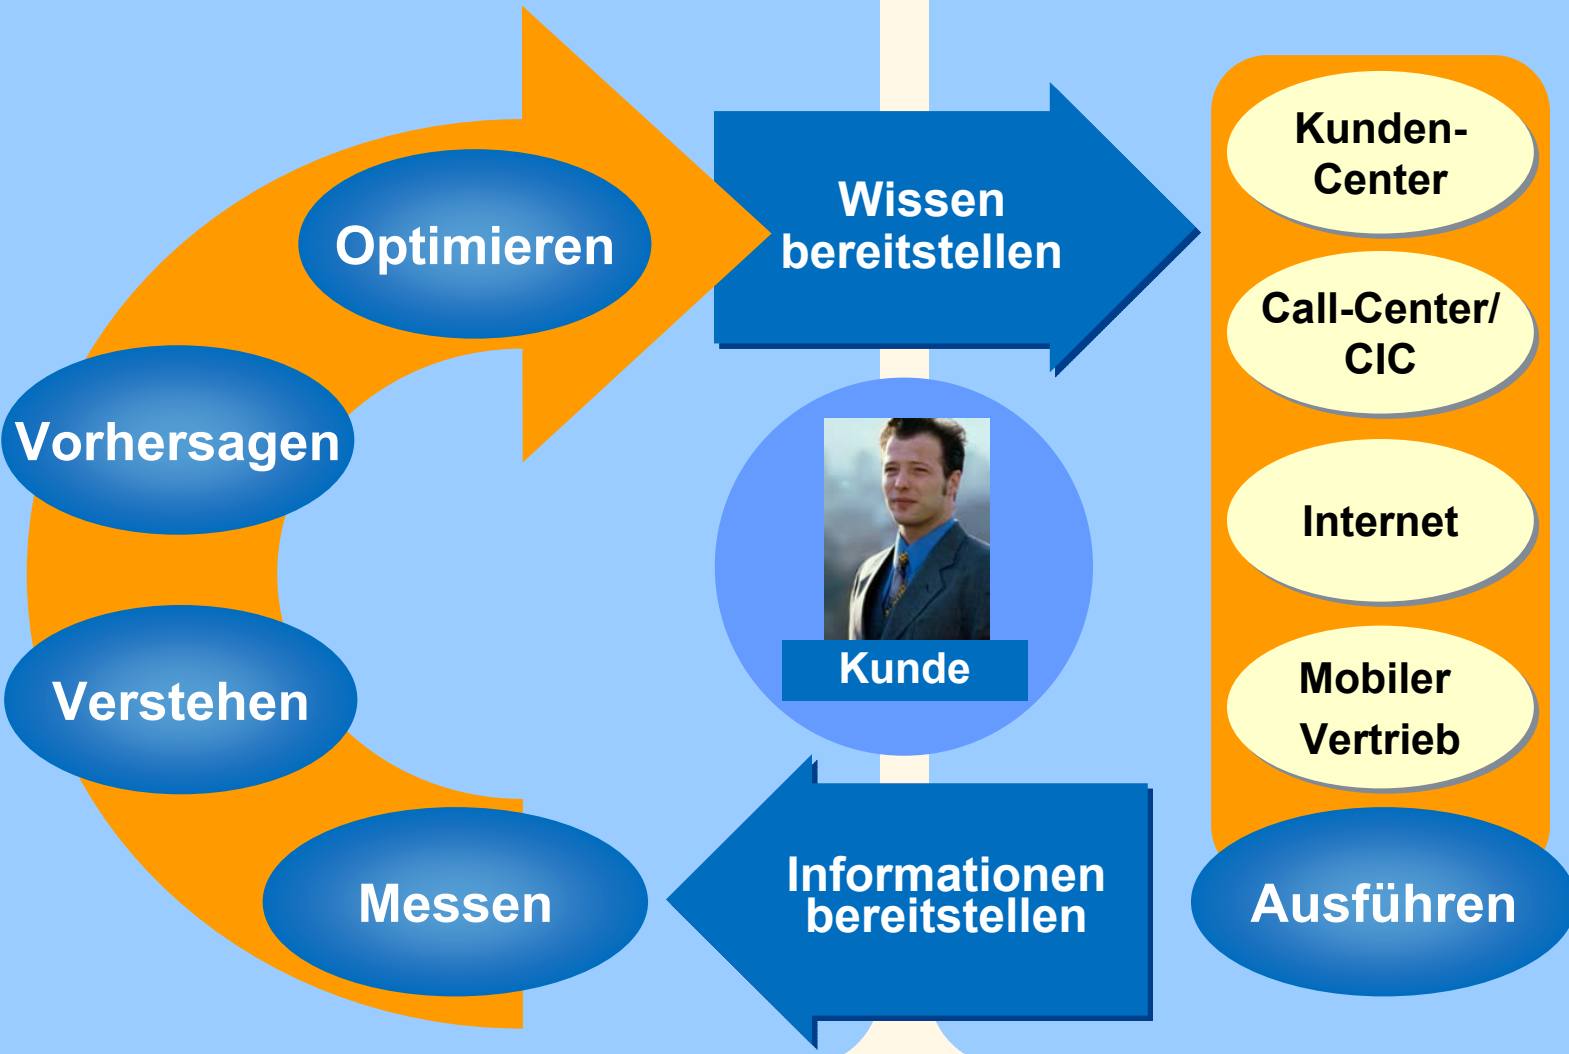 Optimieren
Vorhersagen
Verstehen
Messen
Wissen
bereitstellen
Kunde
Informationen
bereitstellen
Kunden-
Center
Call-Center/
CIC
Internet
Mobiler
Vertrieb
Ausführen